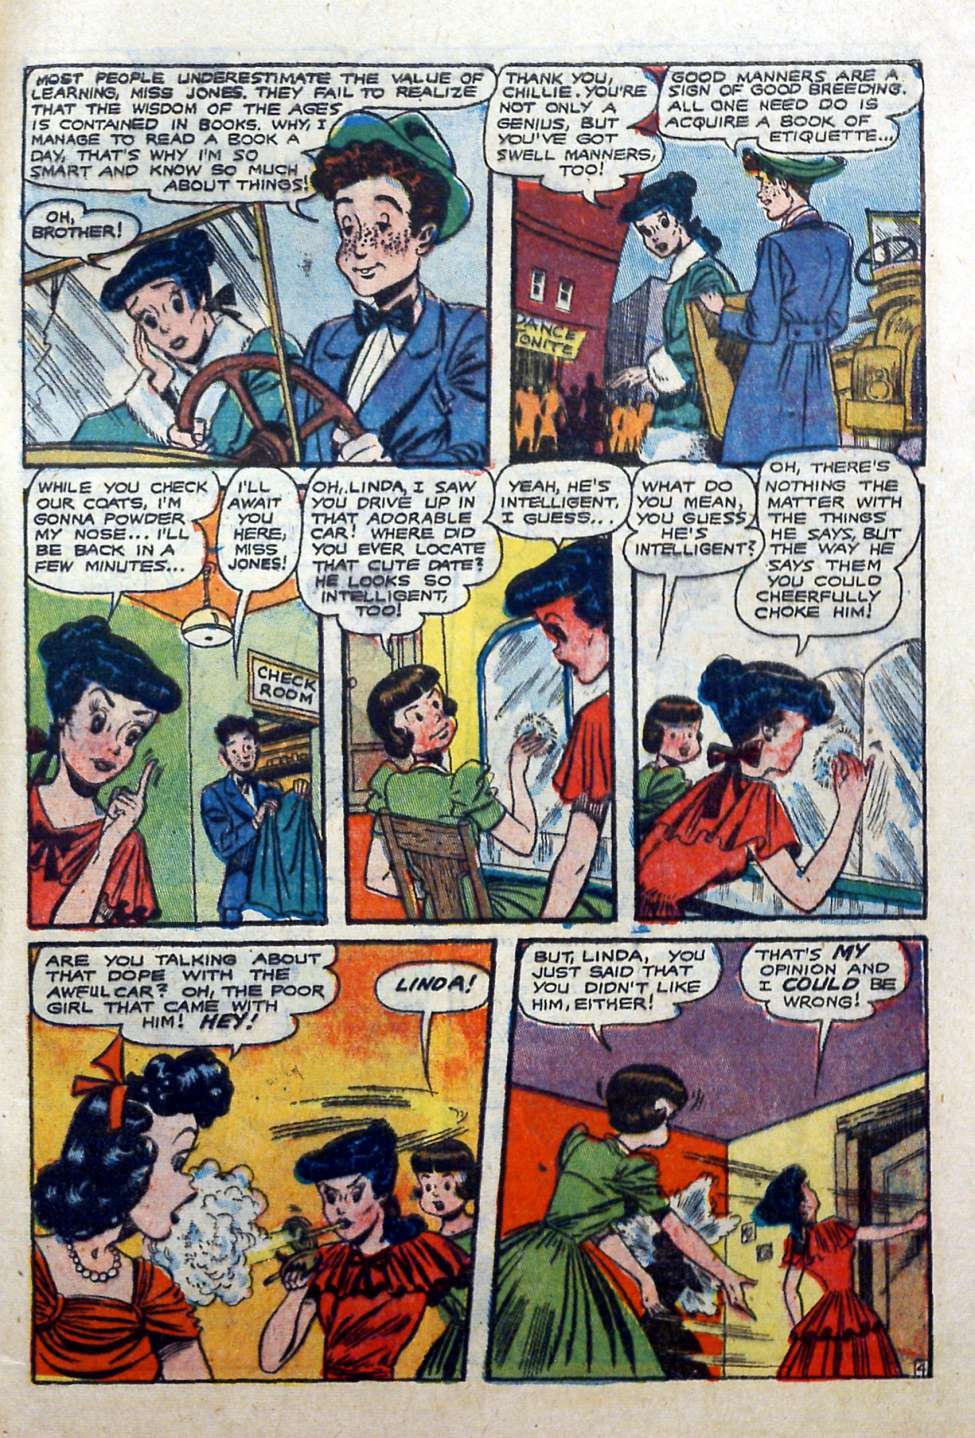 MOST PEOPLE UNDERESTIMATE THE VALUE OF
LEARNING, MISS JONES. THEY FAIL TO REALIZE
THAT THE WISDOM OF THE AGES
IS CONTAINED IN BOOKS. WHY, I
MANAGE TO READ A BOOK A
DAY, THAT'S WHY I'M SO
SMART AND KNOW SO MUCH
ABOUT THINGS!
OH,
BROTHER!
THANK YOU,
CHILLIE. YOU'RE
NOT ONLY A
GENIUS, BUT
YOU'VE GOT
SWELL MANNERS,
TOO!
GOOD MANNERS ARE A
SIGN OF GOOD BREEDING.
ALL ONE NEED DO IS
ACQUIRE A BOOK OF
ETIQUETTE...
DANCE
TONITE
WHILE YOU CHECK
OUR COATS, I'M
GONNA POWDER
MY NOSE... I'LL
BE BACK IN A
FEW MINUTES...
I'LL
AWAIT
YOU
HERE,
MISS
JONES!
CHECK
ROOM
OH, LINDA, I SAW
YOU DRIVE UP IN
THAT ADORABLE
CAR! WHERE DID
YOU EVER LOCATE
THAT CUTE DATE?
HE LOOKS SO
INTELLIGENT,
TOO!
YEAH, HE'S
INTELLIGENT,
I GUESS...
WHAT DO
YOU MEAN,
YOU GUESS
HE'S
INTELLIGENT?
OH, THERE'S
NOTHING THE
MATTER WITH
THE THINGS
HE SAYS, BUT
THE WAY HE
SAYS THEM
YOU COULD
CHEERFULLY
CHOKE HIM!
ARE YOU TALKING ABOUT
THAT DOPE WITH THE
AWFUL CAR? OH, THE POOR
GIRL THAT CAME WITH
HIM! HEY!
LINDA!
BUT, LINDA, YOU
JUST SAID THAT
YOU DIDN'T LIKE
HIM, EITHER!
THAT'S MY
OPINION AND
I COULD BE
WRONG!
4